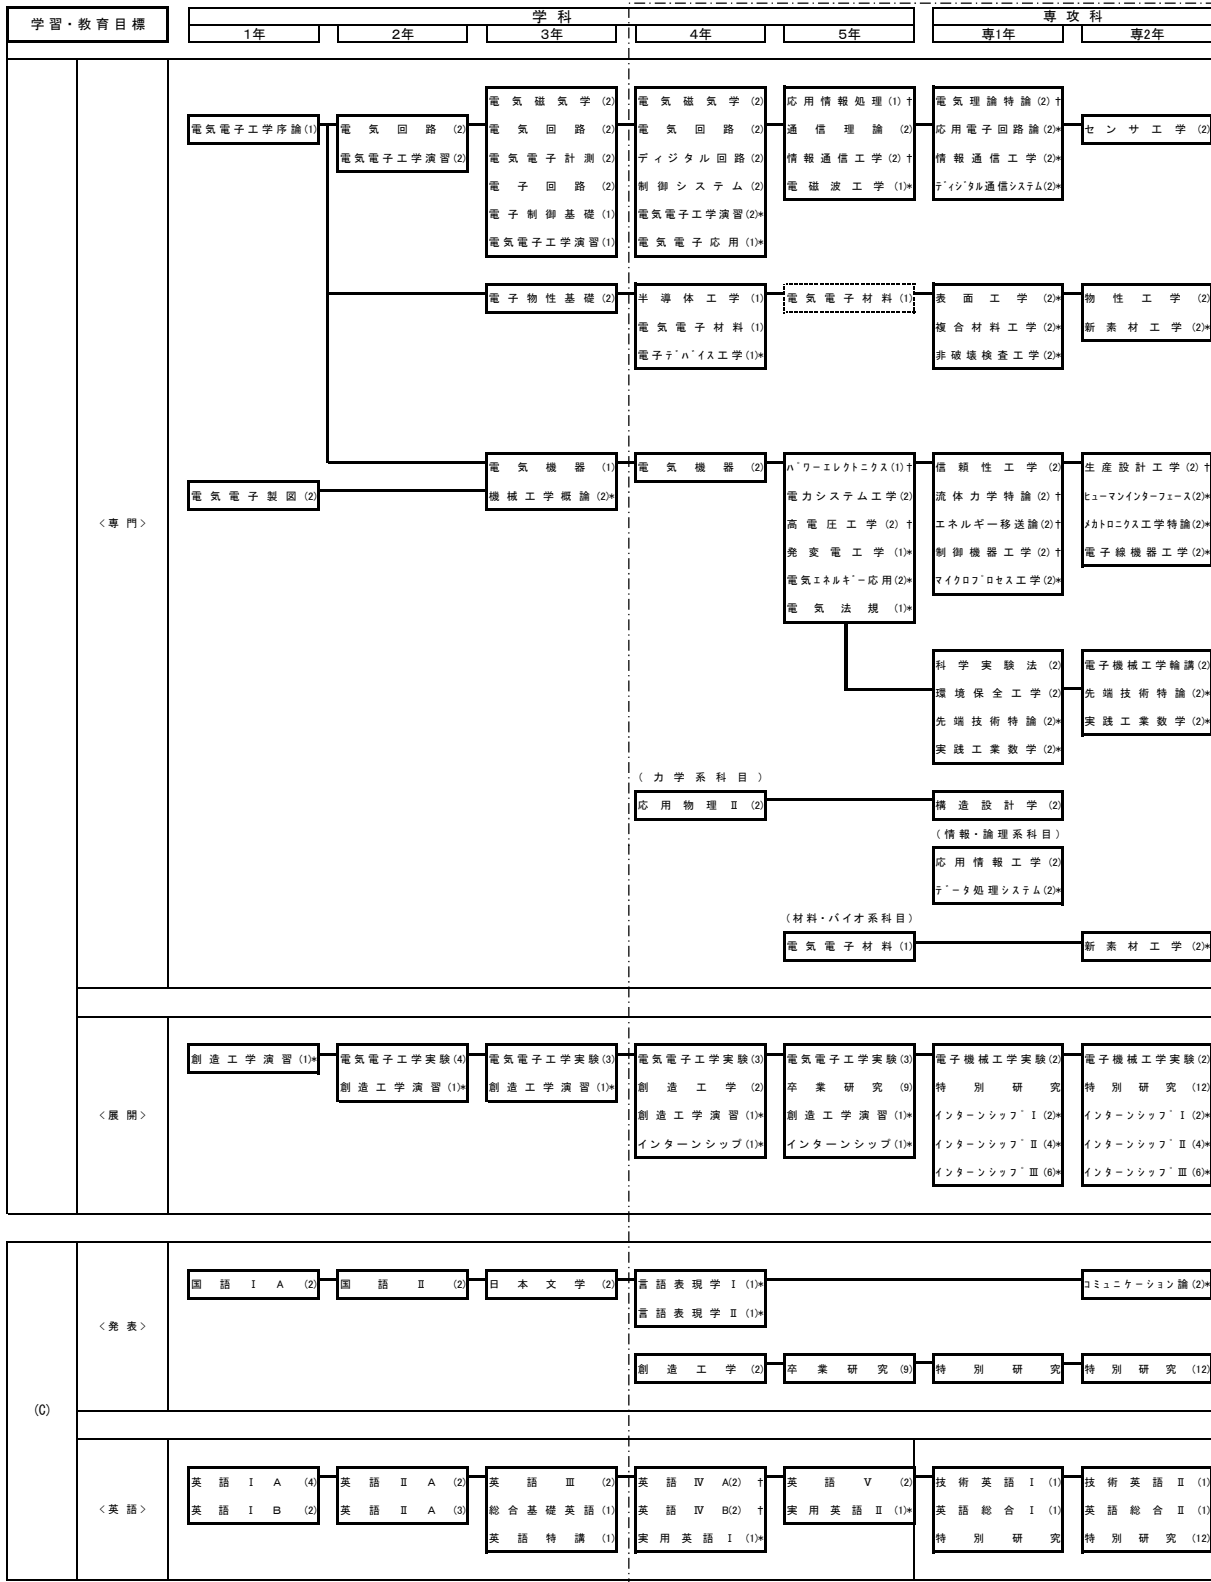 学習・教育目標
学科 専攻科
1年 2年 3年 4年 5年 専1年 専2年
電気磁気学(2) 電気磁気学(2) 応用情報処理(1)† 電気理論特論(2)†
電気電子工学序論(1) 電気回路(2) 電気回路(2) 電気回路(2) 通信理論(2) 応用電子回路論(2)* センサ工学(2)
電気電子工学演習(2) 電気電子計測(2) ディジタル回路(2) 情報通信工学(2)† 情報通信工学(2)*
電子回路(2) 制御システム(2) 電磁波工学(1)* ディジタル通信システム(2)*
電子制御基礎(1) 電気電子工学演習(2)*
電気電子工学演習(1) 電気電子応用(1)*
電子物性基礎(2) 半導体工学(1) 電気電子材料(1) 表面工学(2)* 物性工学(2)
電気電子材料(1) 複合材料工学(2)* 新素材工学(2)*
電子デバイス工学(1)* 非破壊検査工学(2)*
電気機器(1) 電気機器(2) パワーエレクトロニクス(1)† 信頼性工学(2) 生産設計工学(2)†
電気電子製図(2) 機械工学概論(2)* 電力システム工学(2) 流体力学特論(2)† ヒューマンインターフェース(2)*
<専門> 高電圧工学(2)† エネルギー移送論(2)† メカトロニクス工学特論(2)*
発変電工学(1)* 制御機器工学(2)† 電子線機器工学(2)*
電気エネルギー応用(2)* マイクロプロセス工学(2)*
電気法規(1)*
科学実験法(2) 電子機械工学輪講(2)
環境保全工学(2) 先端技術特論(2)*
先端技術特論(2)* 実践工業数学(2)*
実践工業数学(2)*
(力学系科目)
応用物理Ⅱ(2) 構造設計学(2)
(情報・論理系科目)
応用情報工学(2)
データ処理システム(2)*
(材料・バイオ系科目)
電気電子材料(1) 新素材工学(2)*
創造工学演習(1)* 電気電子工学実験(4) 電気電子工学実験(3) 電気電子工学実験(3) 電気電子工学実験(3) 電子機械工学実験(2) 電子機械工学実験(2)
創造工学演習(1)* 創造工学演習(1)* 創造工学(2) 卒業研究(9) 特別研究 特別研究(12)
<展開> 創造工学演習(1)* 創造工学演習(1)* インターンシップⅠ(2)* インターンシップⅠ(2)*
インターンシップ(1)* インターンシップ(1)* インターンシップⅡ(4)* インターンシップⅡ(4)*
インターンシップⅢ(6)* インターンシップⅢ(6)*
国語ⅠA(2) 国語Ⅱ(2) 日本文学(2) 言語表現学Ⅰ(1)* コミュニケーション論(2)*
<発表> 言語表現学Ⅱ(1)*
創造工学(2) 卒業研究(9) 特別研究 特別研究(12)
(C)
英語ⅠA(4) 英語ⅡA(2) 英語Ⅲ(2) 英語ⅣA(2)† 英語Ⅴ(2) 技術英語Ⅰ(1) 技術英語Ⅱ(1)
<英語> 英語ⅠB(2) 英語ⅡA(3) 総合基礎英語(1) 英語ⅣB(2)† 実用英語Ⅱ(1)* 英語総合Ⅰ(1) 英語総合Ⅱ(1)
英語特講(1) 実用英語Ⅰ(1)* 特別研究 特別研究(12)